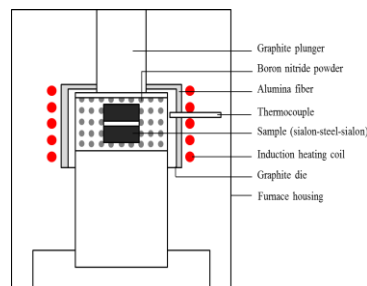 Graphite plunger
Boron nitride powder
Alumina fiber
Thermocouple
Sample (sialon-steel-sialon)
Induction heating coil
Graphite die
Furnace housing